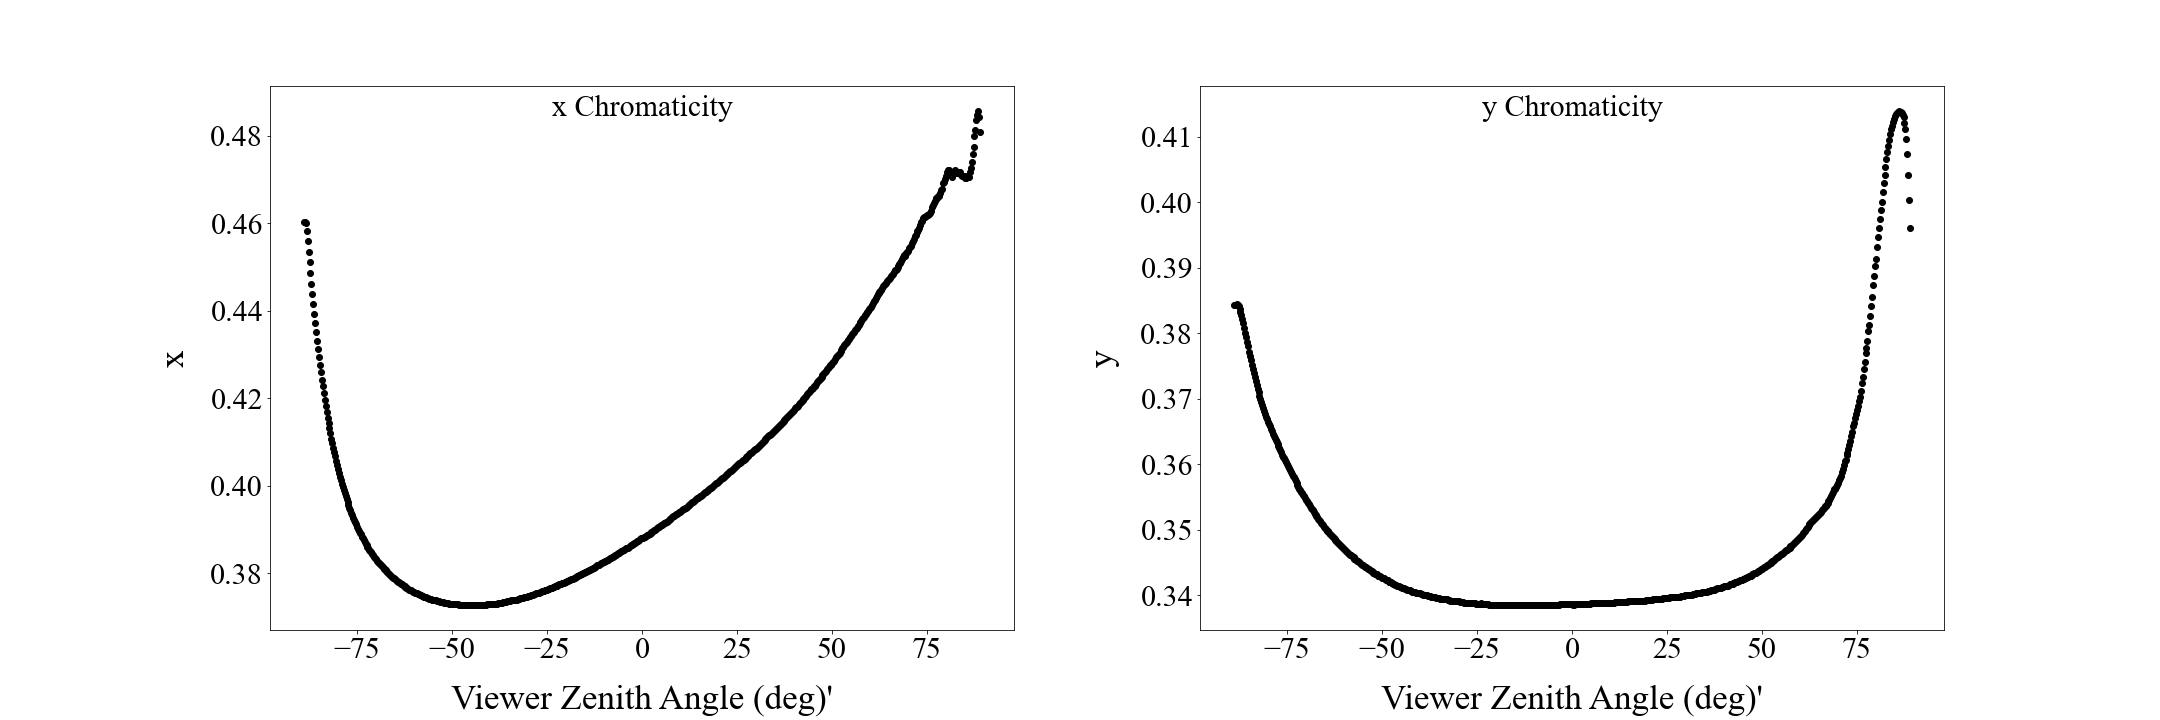 x Chromaticity
0.48
0.46
0.44
0.42
0.40
0.38
x
−75 −50 −25 0 25 50 75
Viewer Zenith Angle (deg)'
y Chromaticity
0.41
0.40
0.39
0.38
0.37
0.36
0.35
0.34
y
−75 −50 −25 0 25 50 75
Viewer Zenith Angle (deg)'